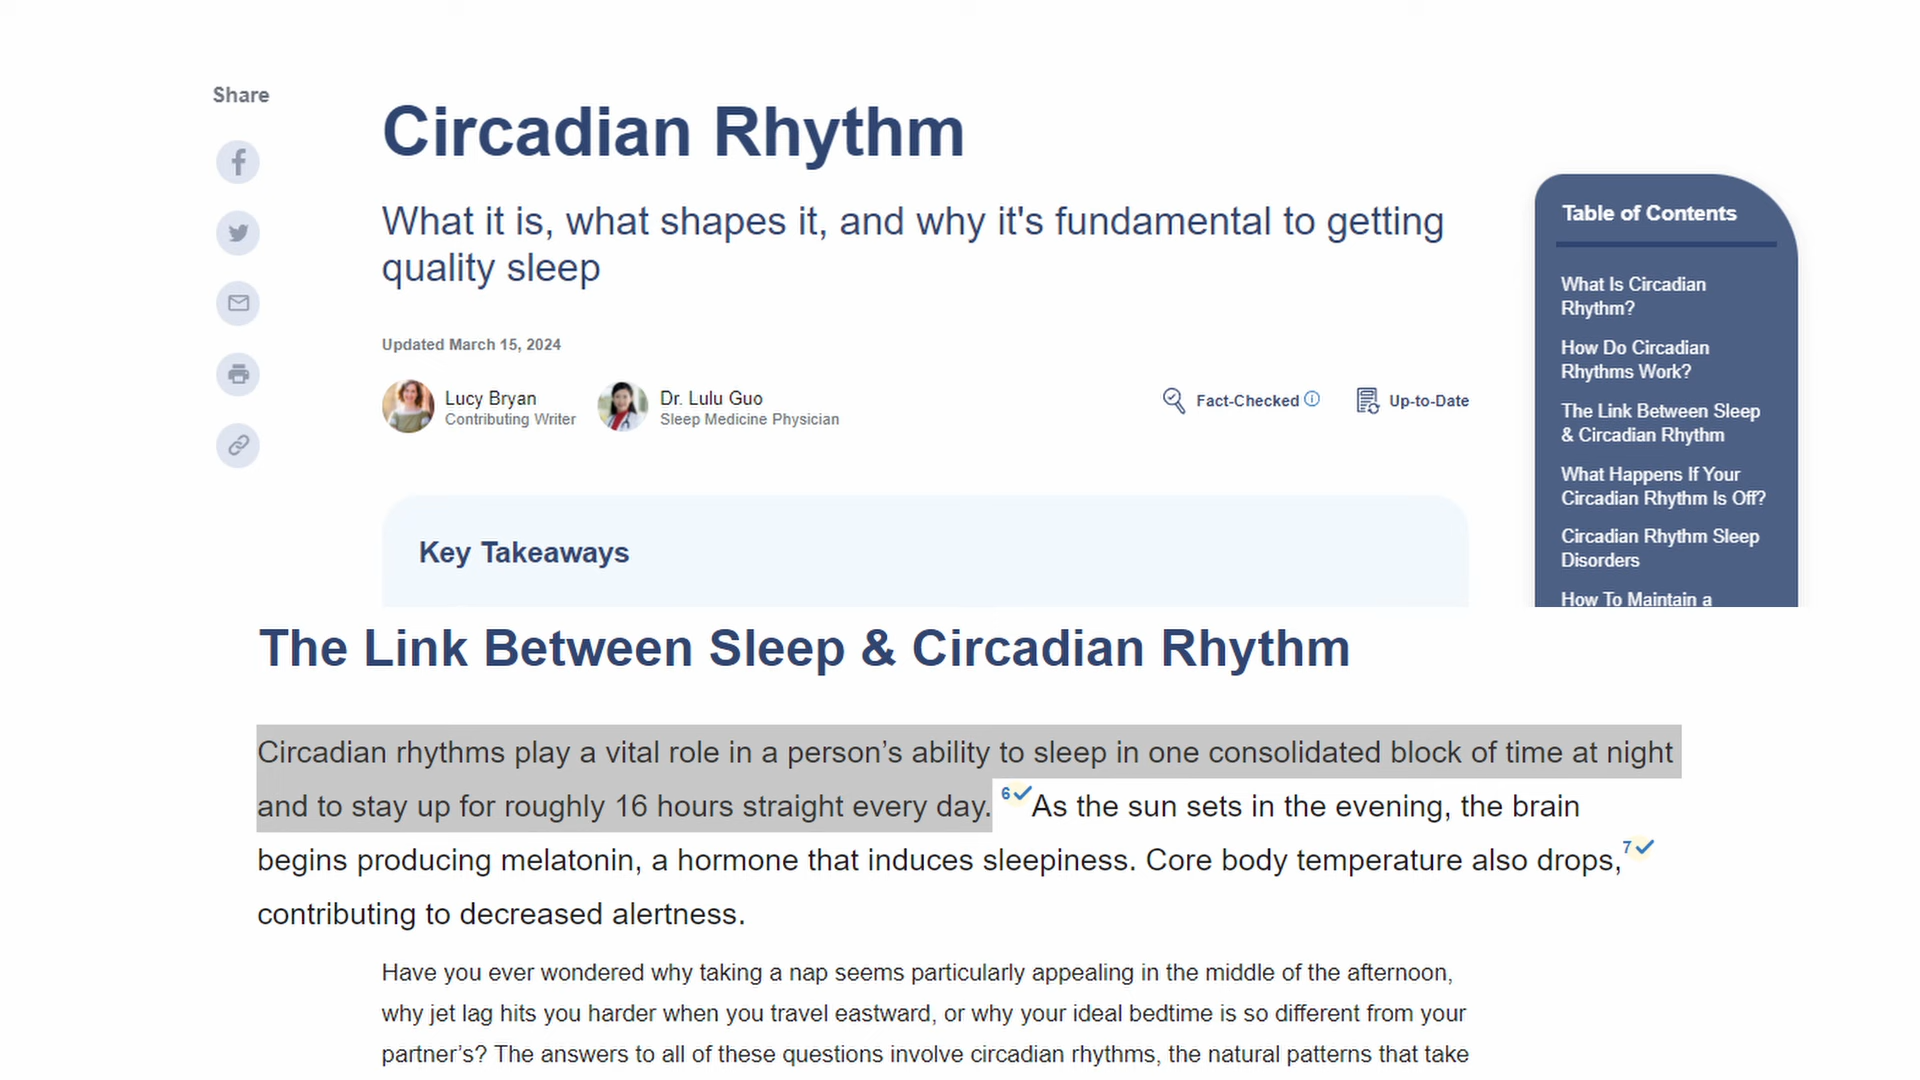 Share
Circadian Rhythm
What it is, what shapes it, and why it's fundamental to getting
quality sleep
Updated March 15, 2024
Lucy Bryan
Contributing Writer
Dr. Lulu Guo
Sleep Medicine Physician
Fact-Checked
Up-to-Date
Key Takeaways
Table of Contents
What Is Circadian
Rhythm?
How Do Circadian
Rhythms Work?
The Link Between Sleep
& Circadian Rhythm
What Happens If Your
Circadian Rhythm Is Off?
Circadian Rhythm Sleep
Disorders
How To Maintain a
The Link Between Sleep & Circadian Rhythm
Circadian rhythms play a vital role in a person’s ability to sleep in one consolidated block of time at night
and to stay up for roughly 16 hours straight every day. 6 As the sun sets in the evening, the brain
begins producing melatonin, a hormone that induces sleepiness. Core body temperature also drops, 7
contributing to decreased alertness.
Have you ever wondered why taking a nap seems particularly appealing in the middle of the afternoon,
why jet lag hits you harder when you travel eastward, or why your ideal bedtime is so different from your
partner’s? The answers to all of these questions involve circadian rhythms, the natural patterns that take